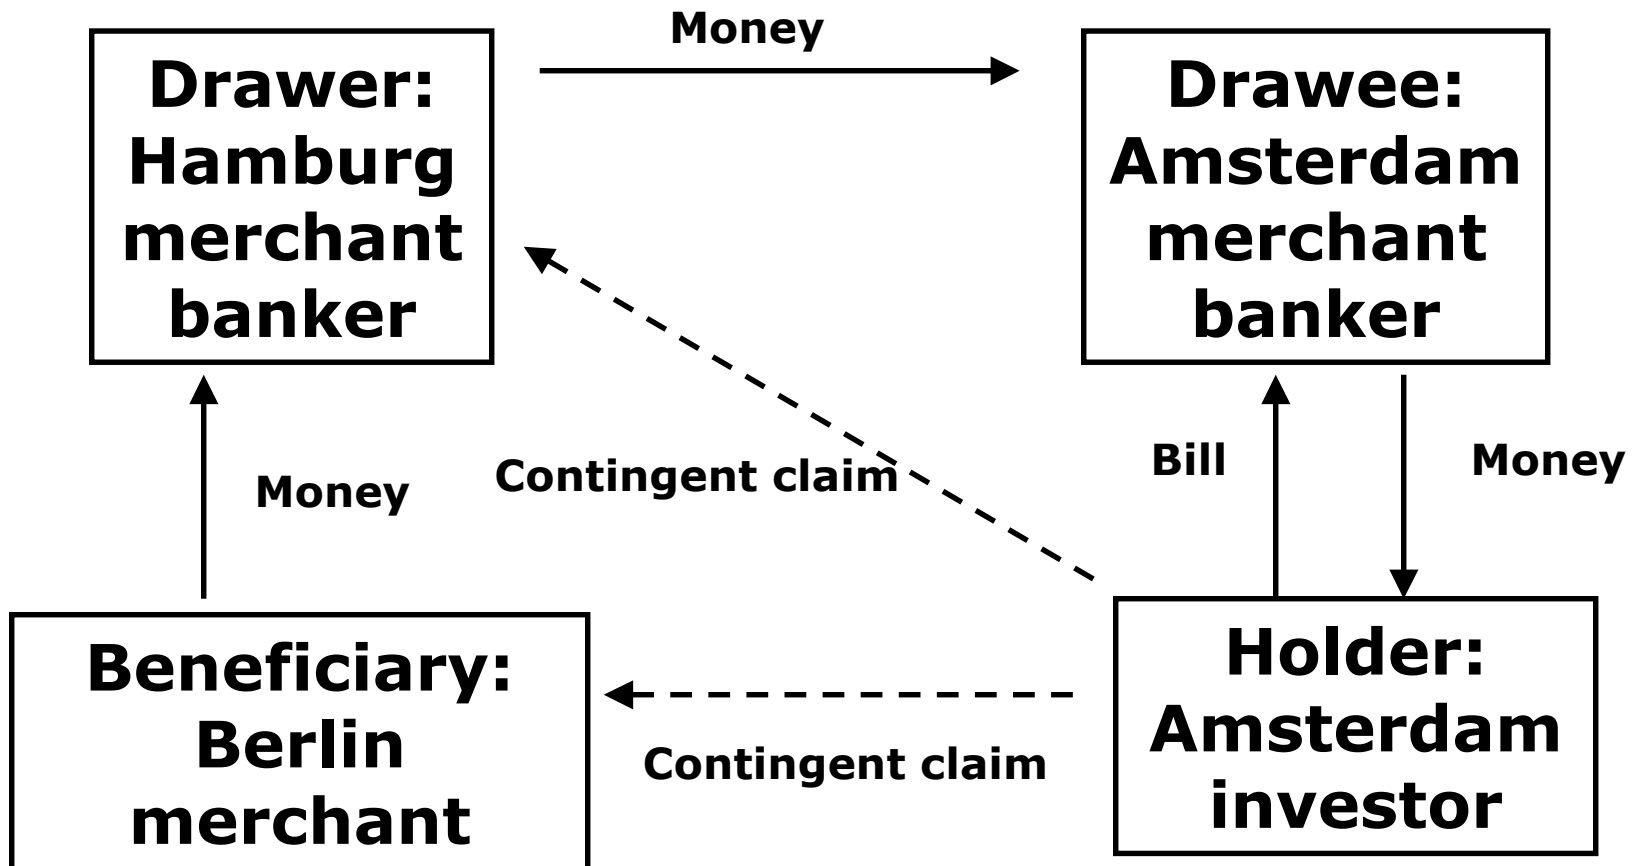 Money
Drawer:
Hamburg
merchant
banker
Drawee:
Amsterdam
merchant
banker
Bill
Money
Contingent claim
Money
Beneficiary:
Berlin
merchant
Contingent claim
Holder:
Amsterdam
investor